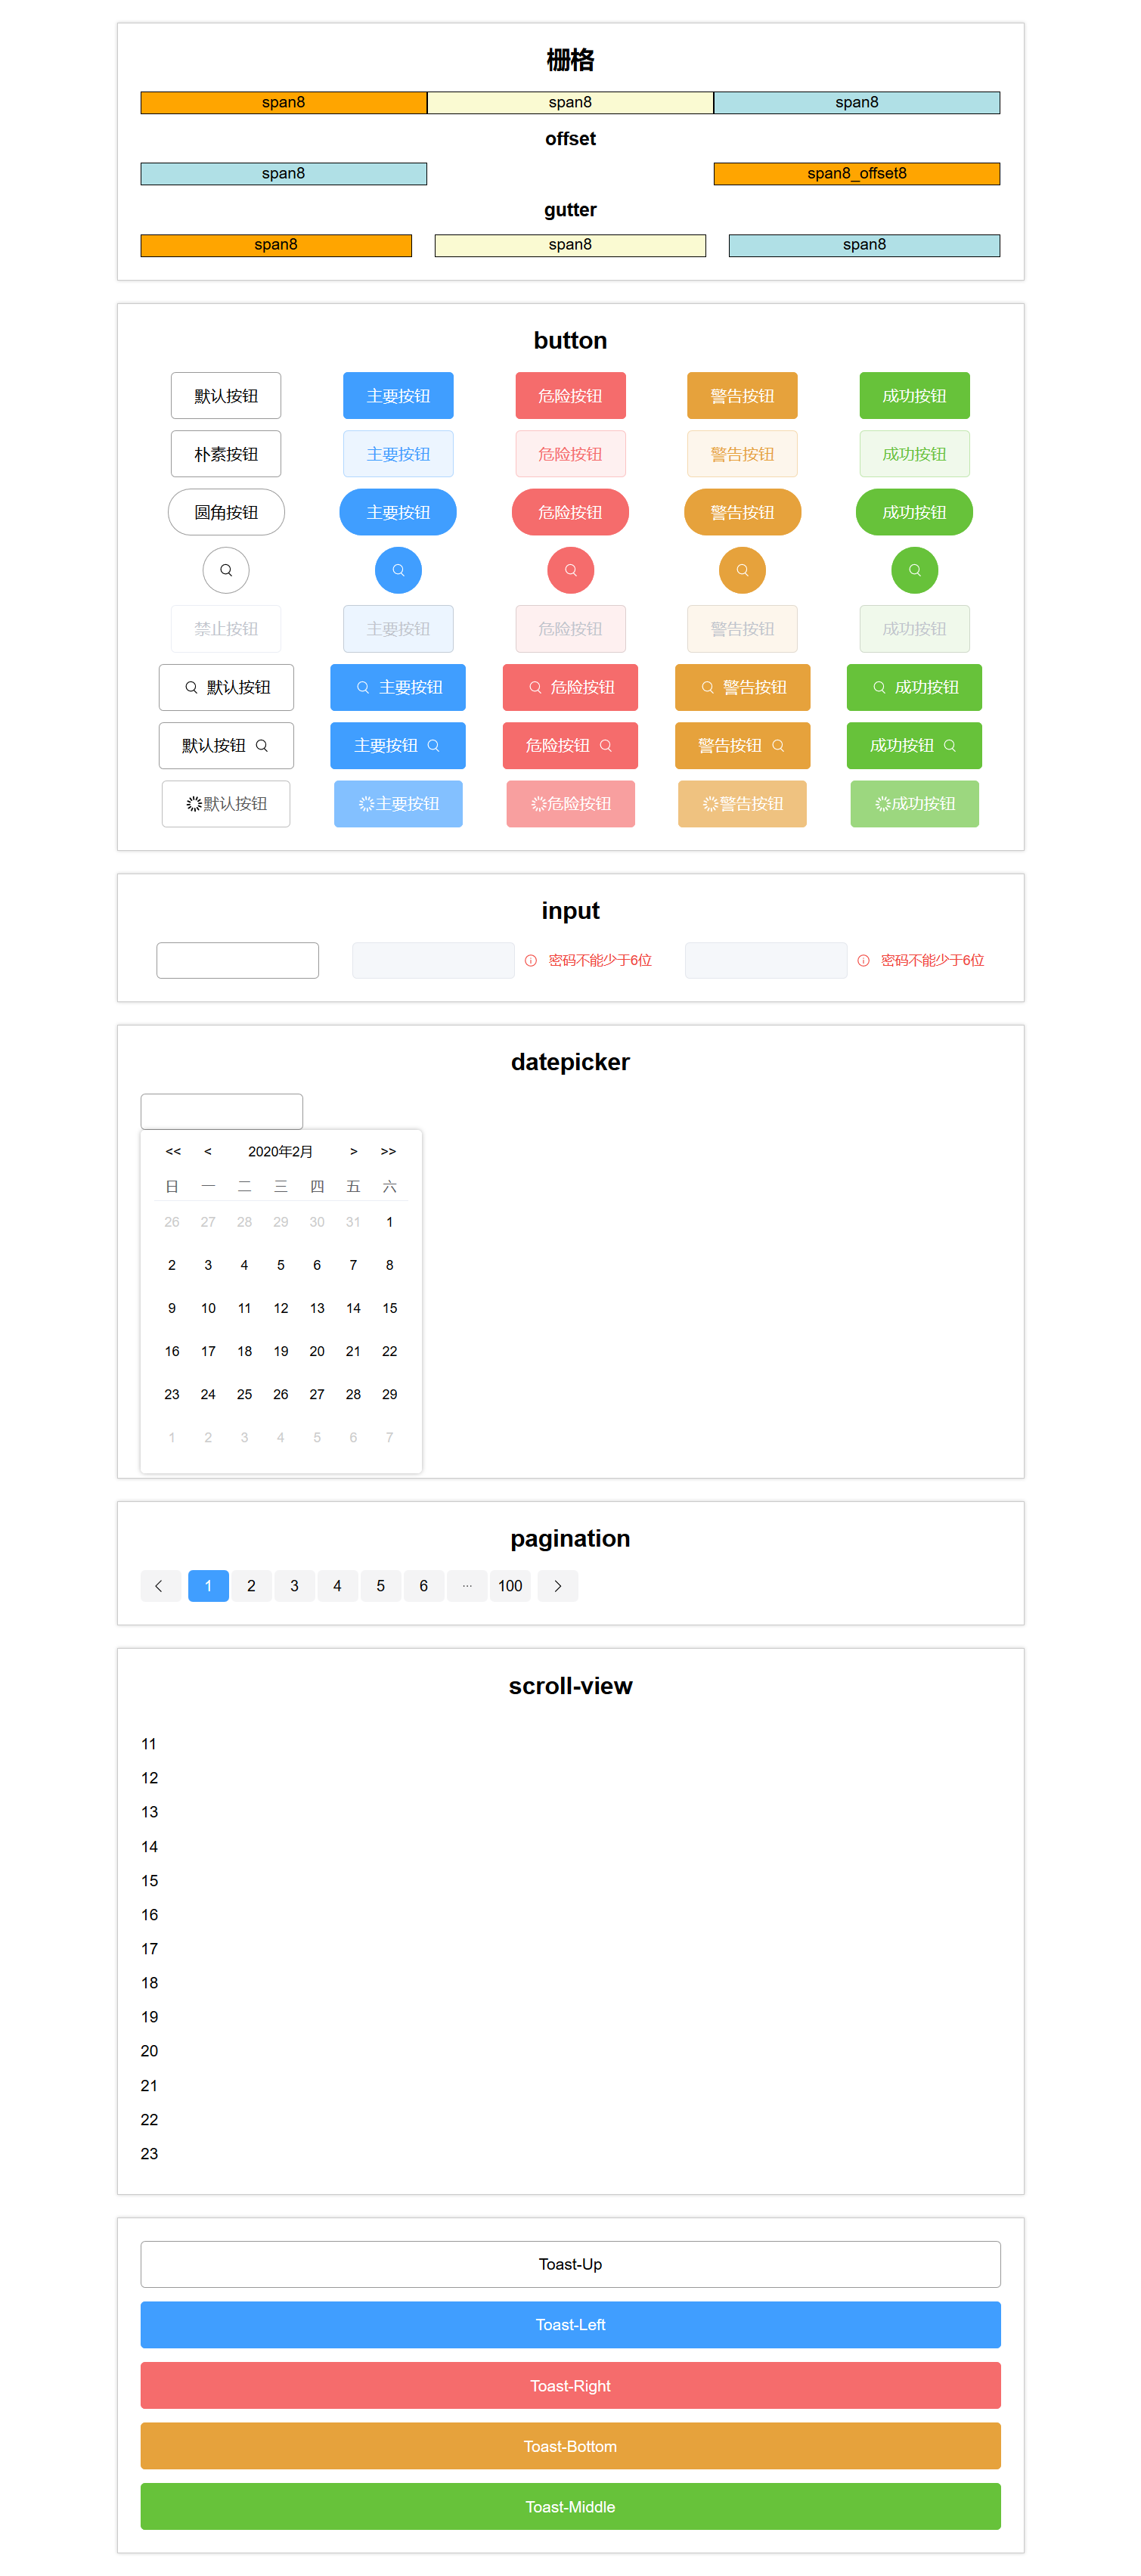 栅格
span8 span8 span8
offset
span8 span8_offset8
gutter
span8 span8 span8
button
默认按钮 主要按钮 危险按钮 警告按钮 成功按钮
朴素按钮 主要按钮 危险按钮 警告按钮 成功按钮
圆角按钮 主要按钮 危险按钮 警告按钮 成功按钮
禁止按钮 主要按钮 危险按钮 警告按钮 成功按钮
默认按钮 主要按钮 危险按钮 警告按钮 成功按钮
默认按钮 主要按钮 危险按钮 警告按钮 成功按钮
默认按钮 主要按钮 危险按钮 警告按钮 成功按钮
input
密码不能少于6位 密码不能少于6位
datepicker
<< < 2020年2月 > >>
日 一 二 三 四 五 六
26 27 28 29 30 31 1
2 3 4 5 6 7 8
9 10 11 12 13 14 15
16 17 18 19 20 21 22
23 24 25 26 27 28 29
1 2 3 4 5 6 7
pagination
1 2 3 4 5 6 ··· 100
scroll-view
11
12
13
14
15
16
17
18
19
20
21
22
23
Toast-Up
Toast-Left
Toast-Right
Toast-Bottom
Toast-Middle